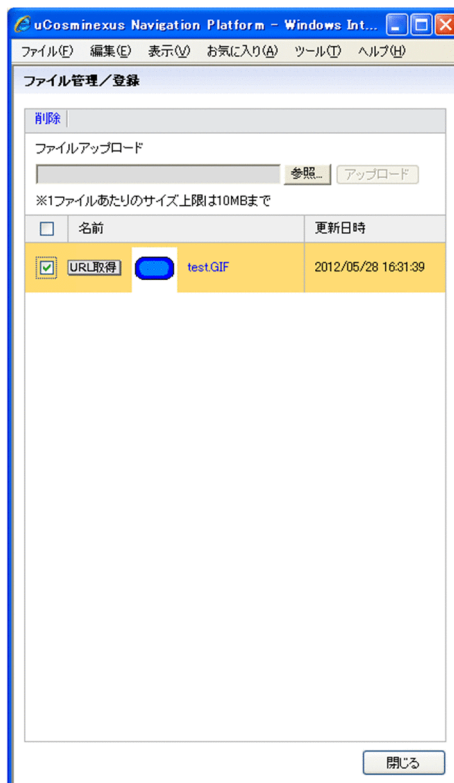 uCosminexus Navigation Platform - Windows Int...
ファイル(F) 編集(E) 表示(V) お気に入り(A) ツール(T) ヘルプ(H)
ファイル管理／登録
削除
ファイルアップロード
参照... アップロード
※1ファイルあたりのサイズ上限は10MBまで
名前 更新日時
URL取得 test.GIF 2012/05/28 16:31:39
閉じる